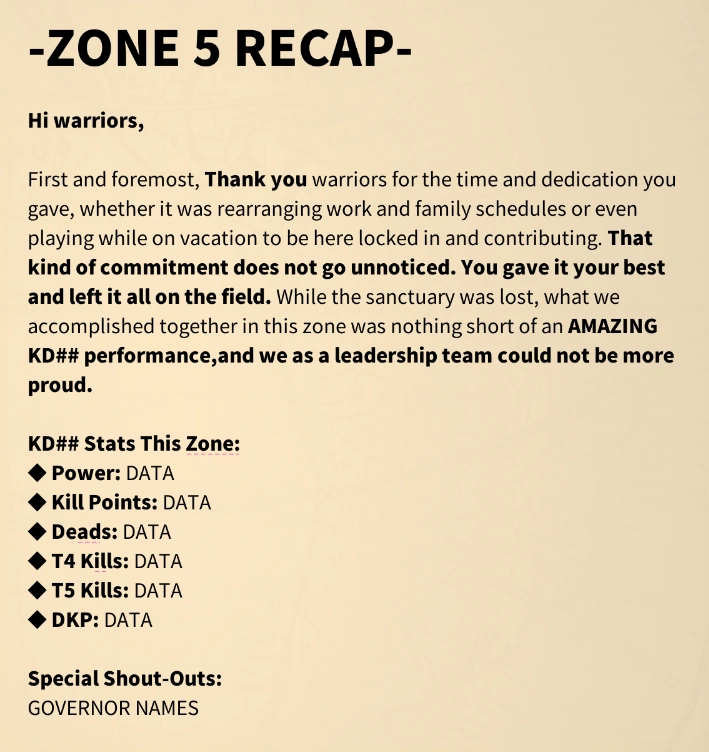 -ZONE 5 RECAP-
Hi warriors,
First and foremost, Thank you warriors for the time and dedication you
gave, whether it was rearranging work and family schedules or even
playing while on vacation to be here locked in and contributing. That
kind of commitment does not go unnoticed. You gave it your best
and left it all on the field. While the sanctuary was lost, what we
accomplished together in this zone was nothing short of an AMAZING
KD## performance,and we as a leadership team could not be more
proud.
KD## Stats This Zone:
◆ Power: DATA
◆ Kill Points: DATA
◆ Deads: DATA
◆ T4 Kills: DATA
◆ T5 Kills: DATA
◆ DKP: DATA
Special Shout-Outs:
GOVERNOR NAMES